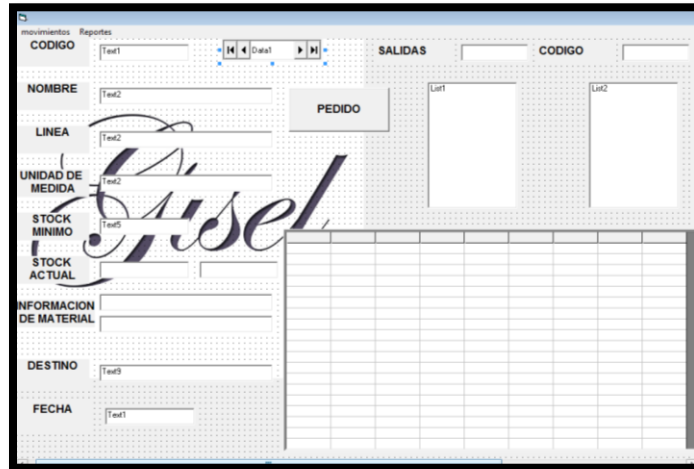 movimientos Reportes
CODIGO Text1 Data1 SALIDAS CODIGO
NOMBRE Text2 List1 List2
PEDIDO
LINEA Text2
UNIDAD DE
MEDIDA Text2
Gisel
STOCK
MINIMO Text5
STOCK
ACTUAL
INFORMACION
DE MATERIAL
DESTINO Text9
FECHA Text1